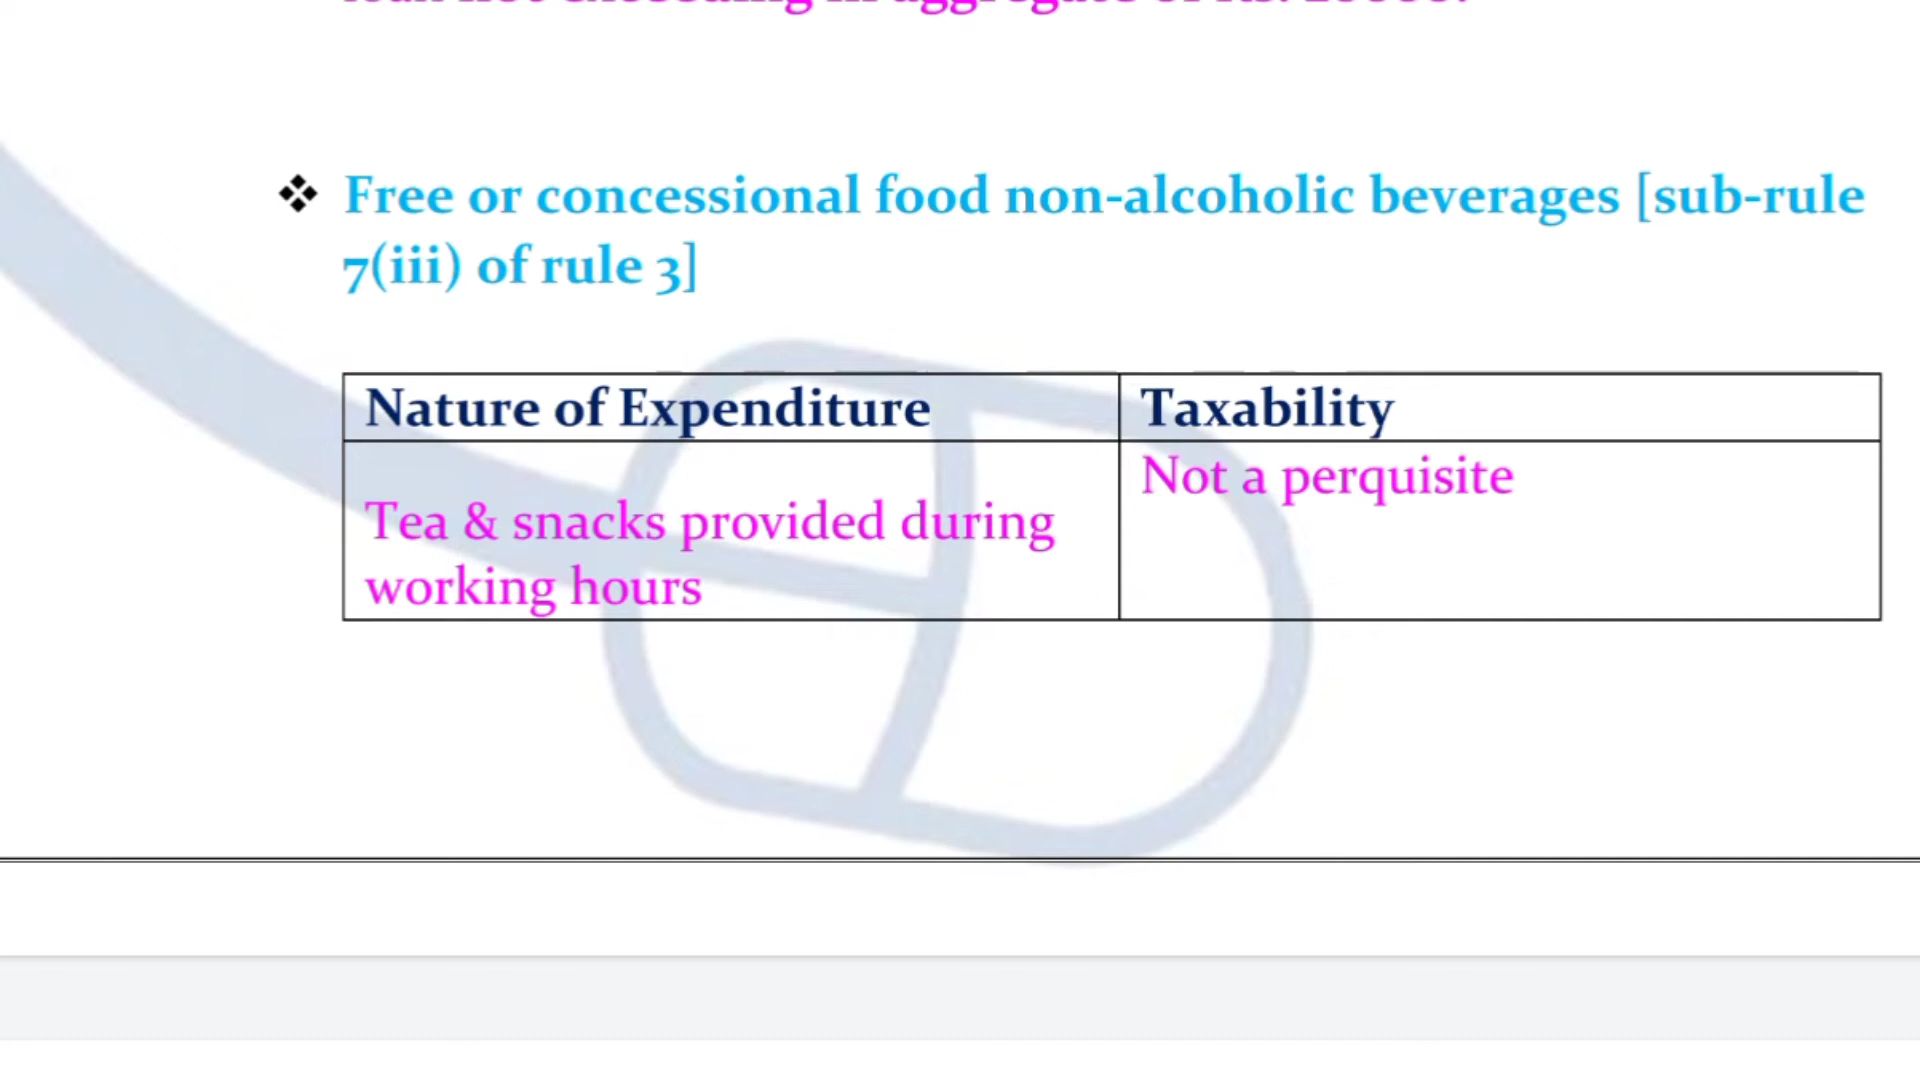 ❖ Free or concessional food non-alcoholic beverages [sub-rule
7(iii) of rule 3]
Nature of Expenditure
Taxability
Not a perquisite
Tea & snacks provided during
working hours